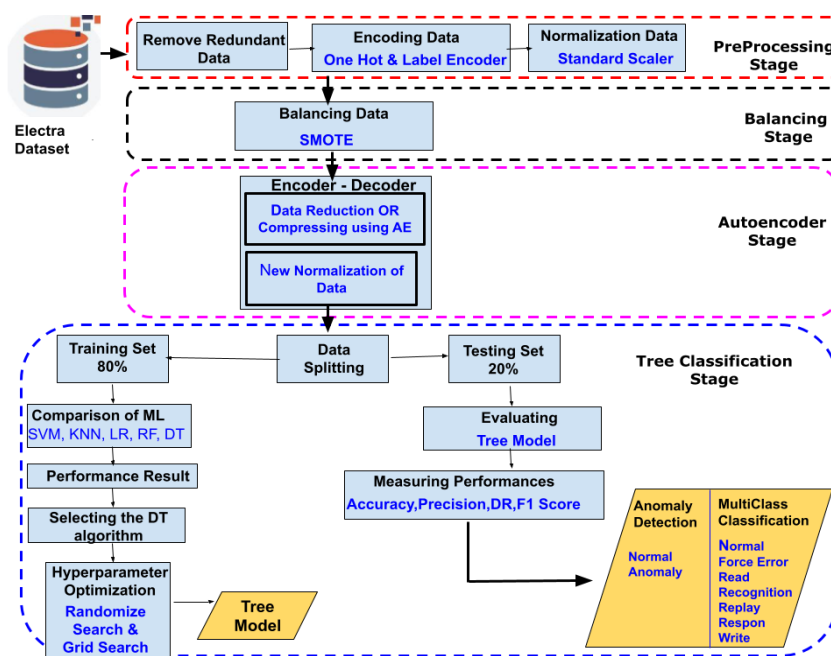 Remove Redundant
Data
Encoding Data
One Hot & Label Encoder
Normalization Data
Standard Scaler
PreProcessing
Stage
Electra
Dataset
Balancing Data
SMOTE
Balancing
Stage
Encoder - Decoder
Data Reduction OR
Compressing using AE
New Normalization of
Data
Autoencoder
Stage
Training Set
80%
Data
Splitting
Testing Set
20%
Tree Classification
Stage
Comparison of ML
SVM, KNN, LR, RF, DT
Evaluating
Tree Model
Performance Result
Measuring Performances
Accuracy,Precision,DR,F1 Score
Selecting the DT
algorithm
Hyperparameter
Optimization
Randomize
Search &
Grid Search
Tree
Model
Anomaly
Detection
Normal
Anomaly
MultiClass
Classification
Normal
Force Error
Read
Recognition
Replay
Respon
Write